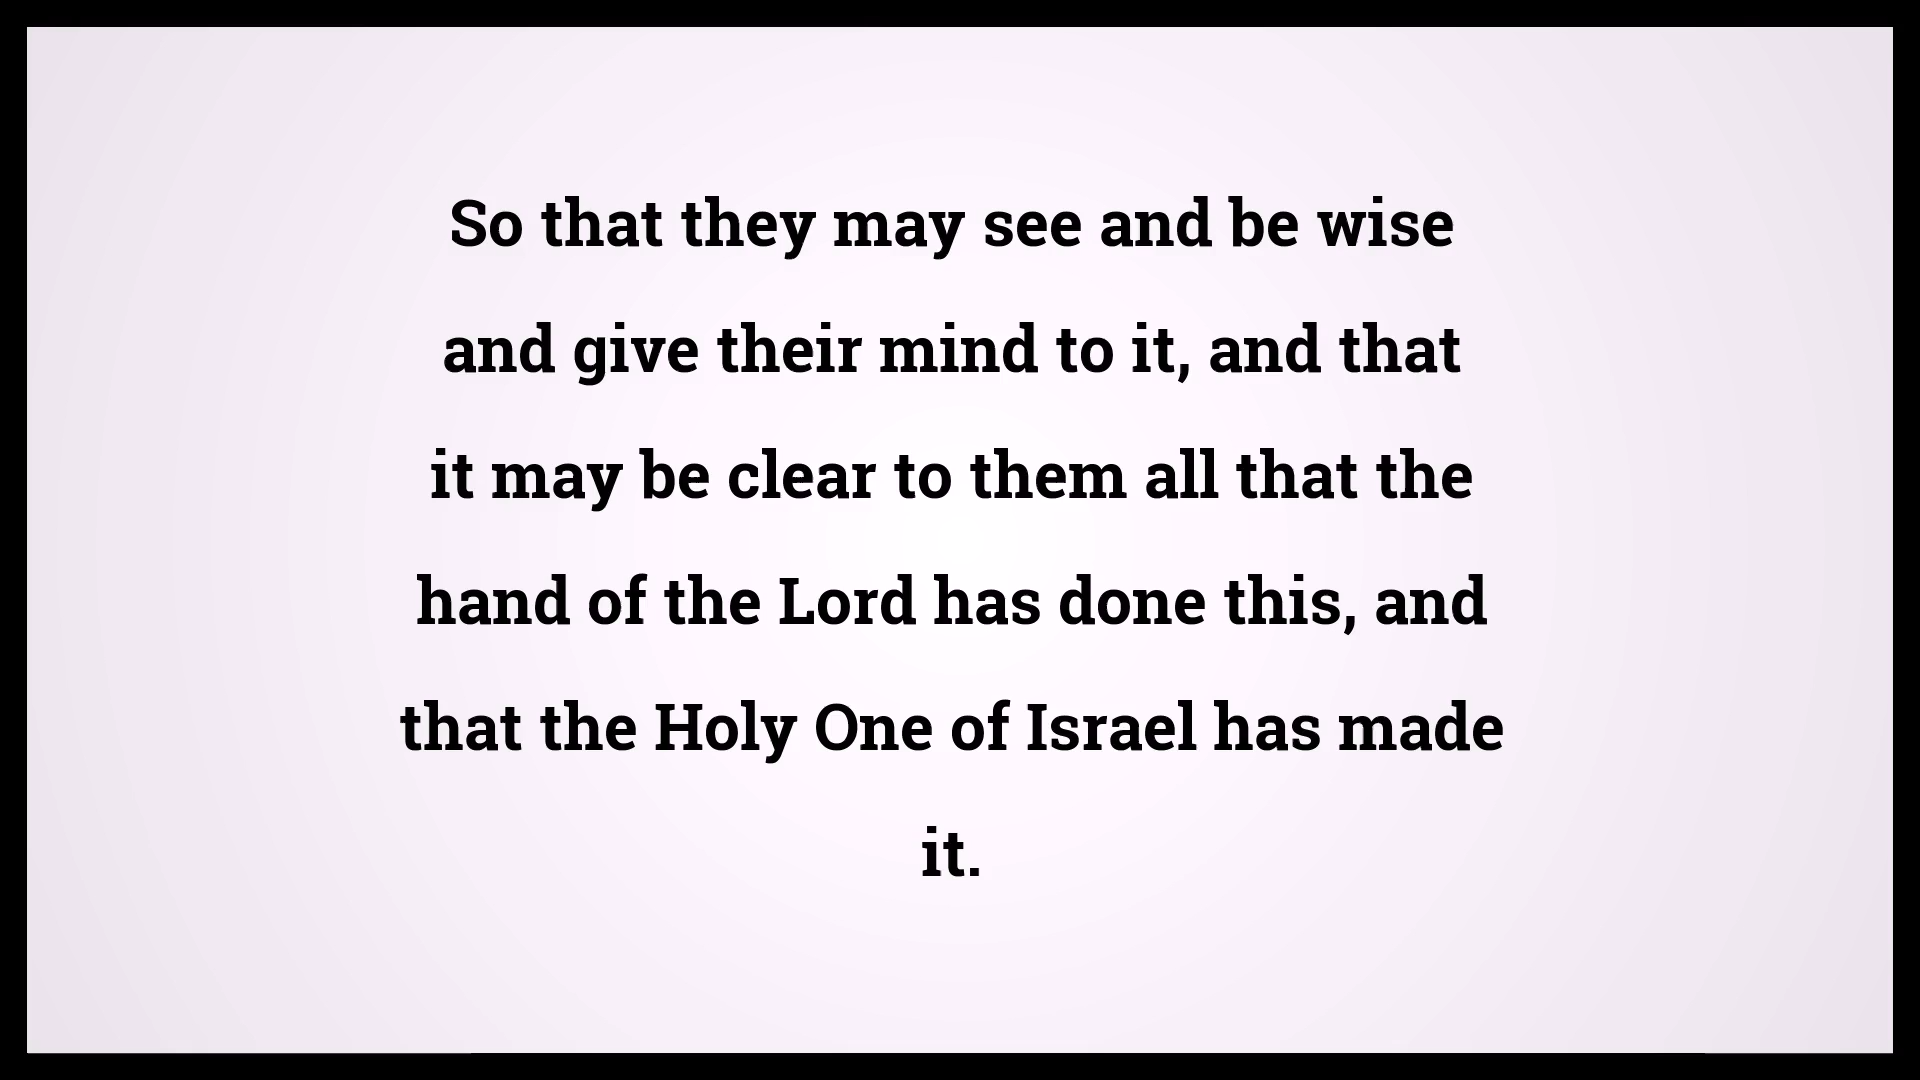 So that they may see and be wise
and give their mind to it, and that
it may be clear to them all that the
hand of the Lord has done this, and
that the Holy One of Israel has made
it.